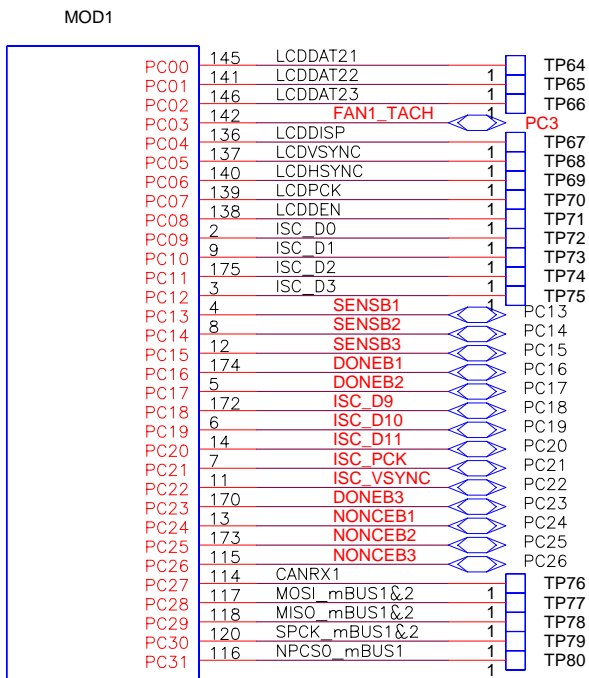 MOD1
PC00 145 LCDDAT21 1 TP64
PC01 141 LCDDAT22 1 TP65
PC02 146 LCDDAT23 1 TP66
PC03 142 FAN1_TACH PC3
PC04 136 LCDDISP 1 TP67
PC05 137 LCDVSYNC 1 TP68
PC06 140 LCDHSYNC 1 TP69
PC07 139 LCDPCK 1 TP70
PC08 138 LCDDEN 1 TP71
PC09 2 ISC_D0 1 TP72
PC10 9 ISC_D1 1 TP73
PC11 175 ISC_D2 1 TP74
PC12 3 ISC_D3 1 TP75
PC13 4 SENSB1 PC13
PC14 8 SENSB2 PC14
PC15 12 SENSB3 PC15
PC16 174 DONEB1 PC16
PC17 5 DONEB2 PC17
PC18 172 ISC_D9 PC18
PC19 6 ISC_D10 PC19
PC20 14 ISC_D11 PC20
PC21 7 ISC_PCK PC21
PC22 11 ISC_VSYNC PC22
PC23 170 DONEB3 PC23
PC24 13 NONCEB1 PC24
PC25 173 NONCEB2 PC25
PC26 115 NONCEB3 PC26
PC27 114 CANRX1 1 TP76
PC28 117 MOSI_mBUS1&2 1 TP77
PC29 118 MISO_mBUS1&2 1 TP78
PC30 120 SPCK_mBUS1&2 1 TP79
PC31 116 NPCS0_mBUS1 1 TP80